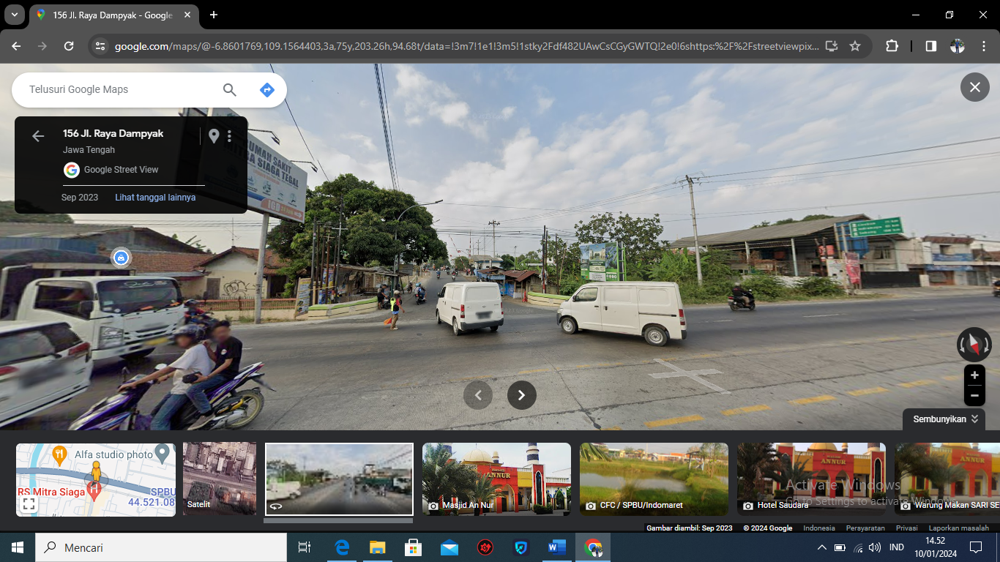 156 Jl. Raya Dampyak - Google
google.com/maps/@-6.8601769,109.1564403,3a,75y,203.26h,94.68t/data=!3m7!1e1!3m5!1stky2Fdf482UAwCsCGyGWTQ!2e0!6shttps:%2F%2Fstreetviewpix...
Telusuri Google Maps
156 Jl. Raya Dampyak
Jawa Tengah
Google Street View
Sep 2023
Lihat tanggal lainnya
RUMAH SAKIT
MITRA SIAGA TEGAL
IGD
Sembunyikan
Alfa studio photo
RS Mitra Siaga
SPBU
44.521.08
Satelit
MASJID
ANNUR
Masjid An Nur
CFC / SPBU/Indomaret
ANNUR
Hotel Saudara
ANNUR
Warung Makan SARI SE
Activate Windows
Go to Settings to activate Windows.
Gambar diambil: Sep 2023
© 2024 Google
Indonesia
Persyaratan
Privasi
Laporkan masalah
Mencari
IND
14.52
10/01/2024